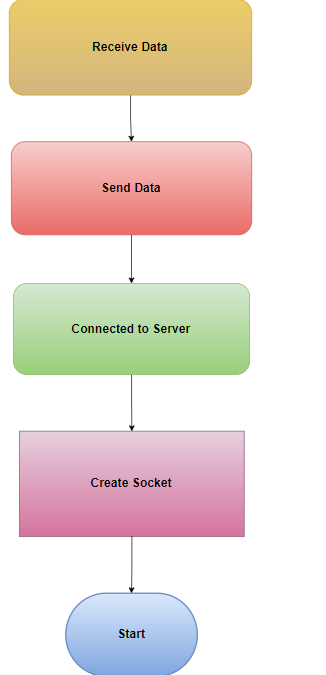 Receive Data
Send Data
Connected to Server
Create Socket
Start